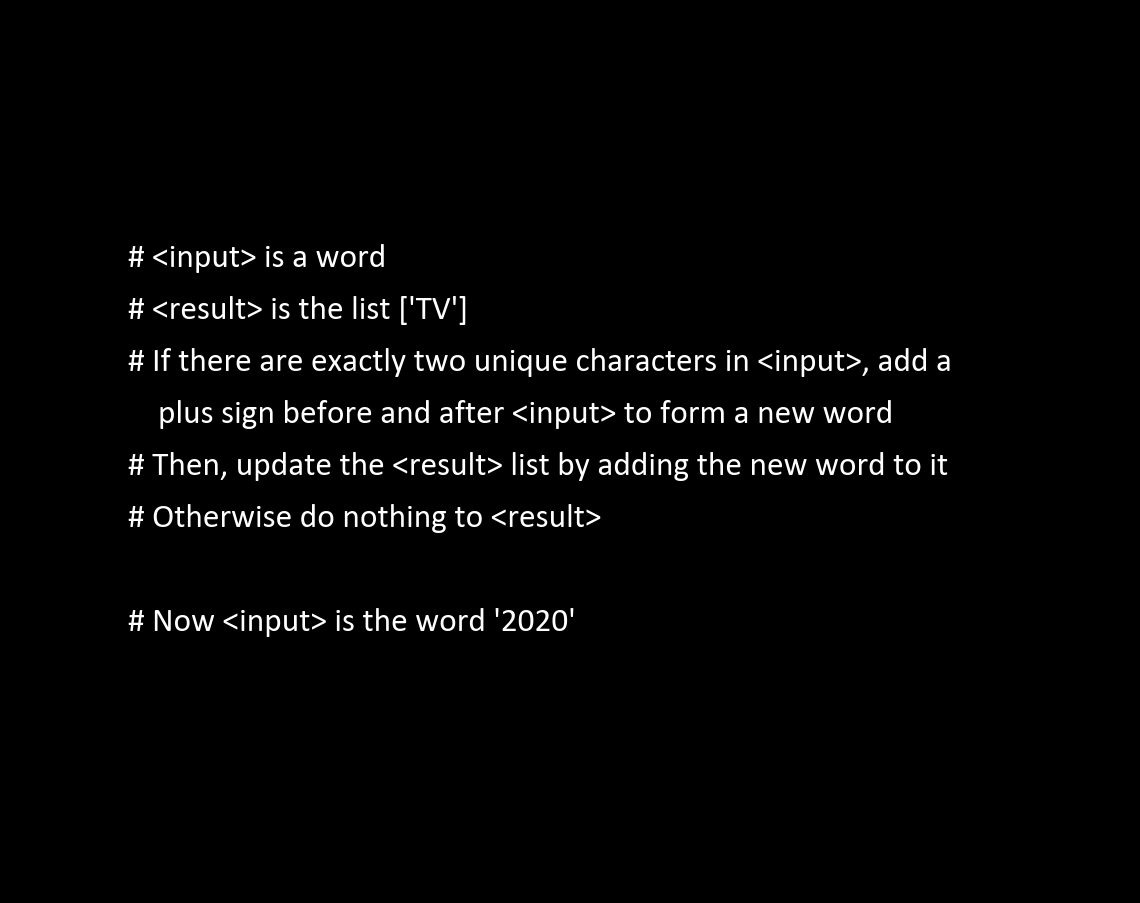 # <input> is a word
# <result> is the list ['TV']
# If there are exactly two unique characters in <input>, add a
plus sign before and after <input> to form a new word
# Then, update the <result> list by adding the new word to it
# Otherwise do nothing to <result>
# Now <input> is the word '2020'